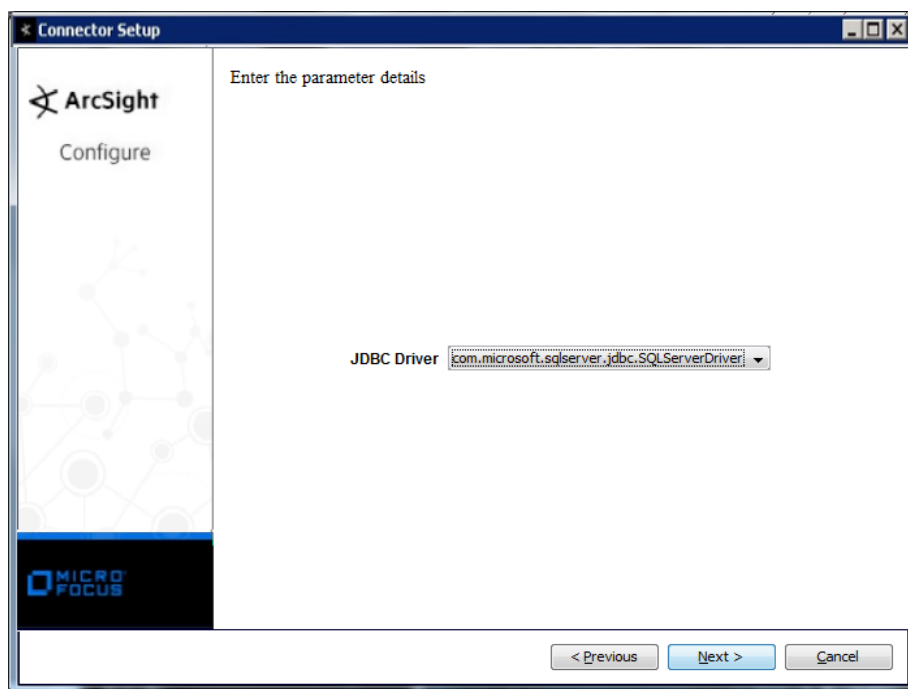 Connector Setup
Enter the parameter details
ArcSight
Configure
JDBC Driver com.microsoft.sqlserver.jdbc.SQLServerDriver
MICRO
FOCUS
< Previous Next > Cancel